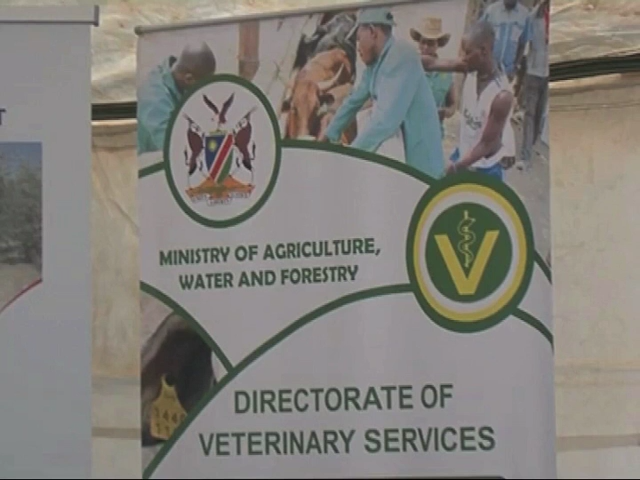 MINISTRY OF AGRICULTURE,
WATER AND FORESTRY
V
DIRECTORATE OF
VETERINARY SERVICES